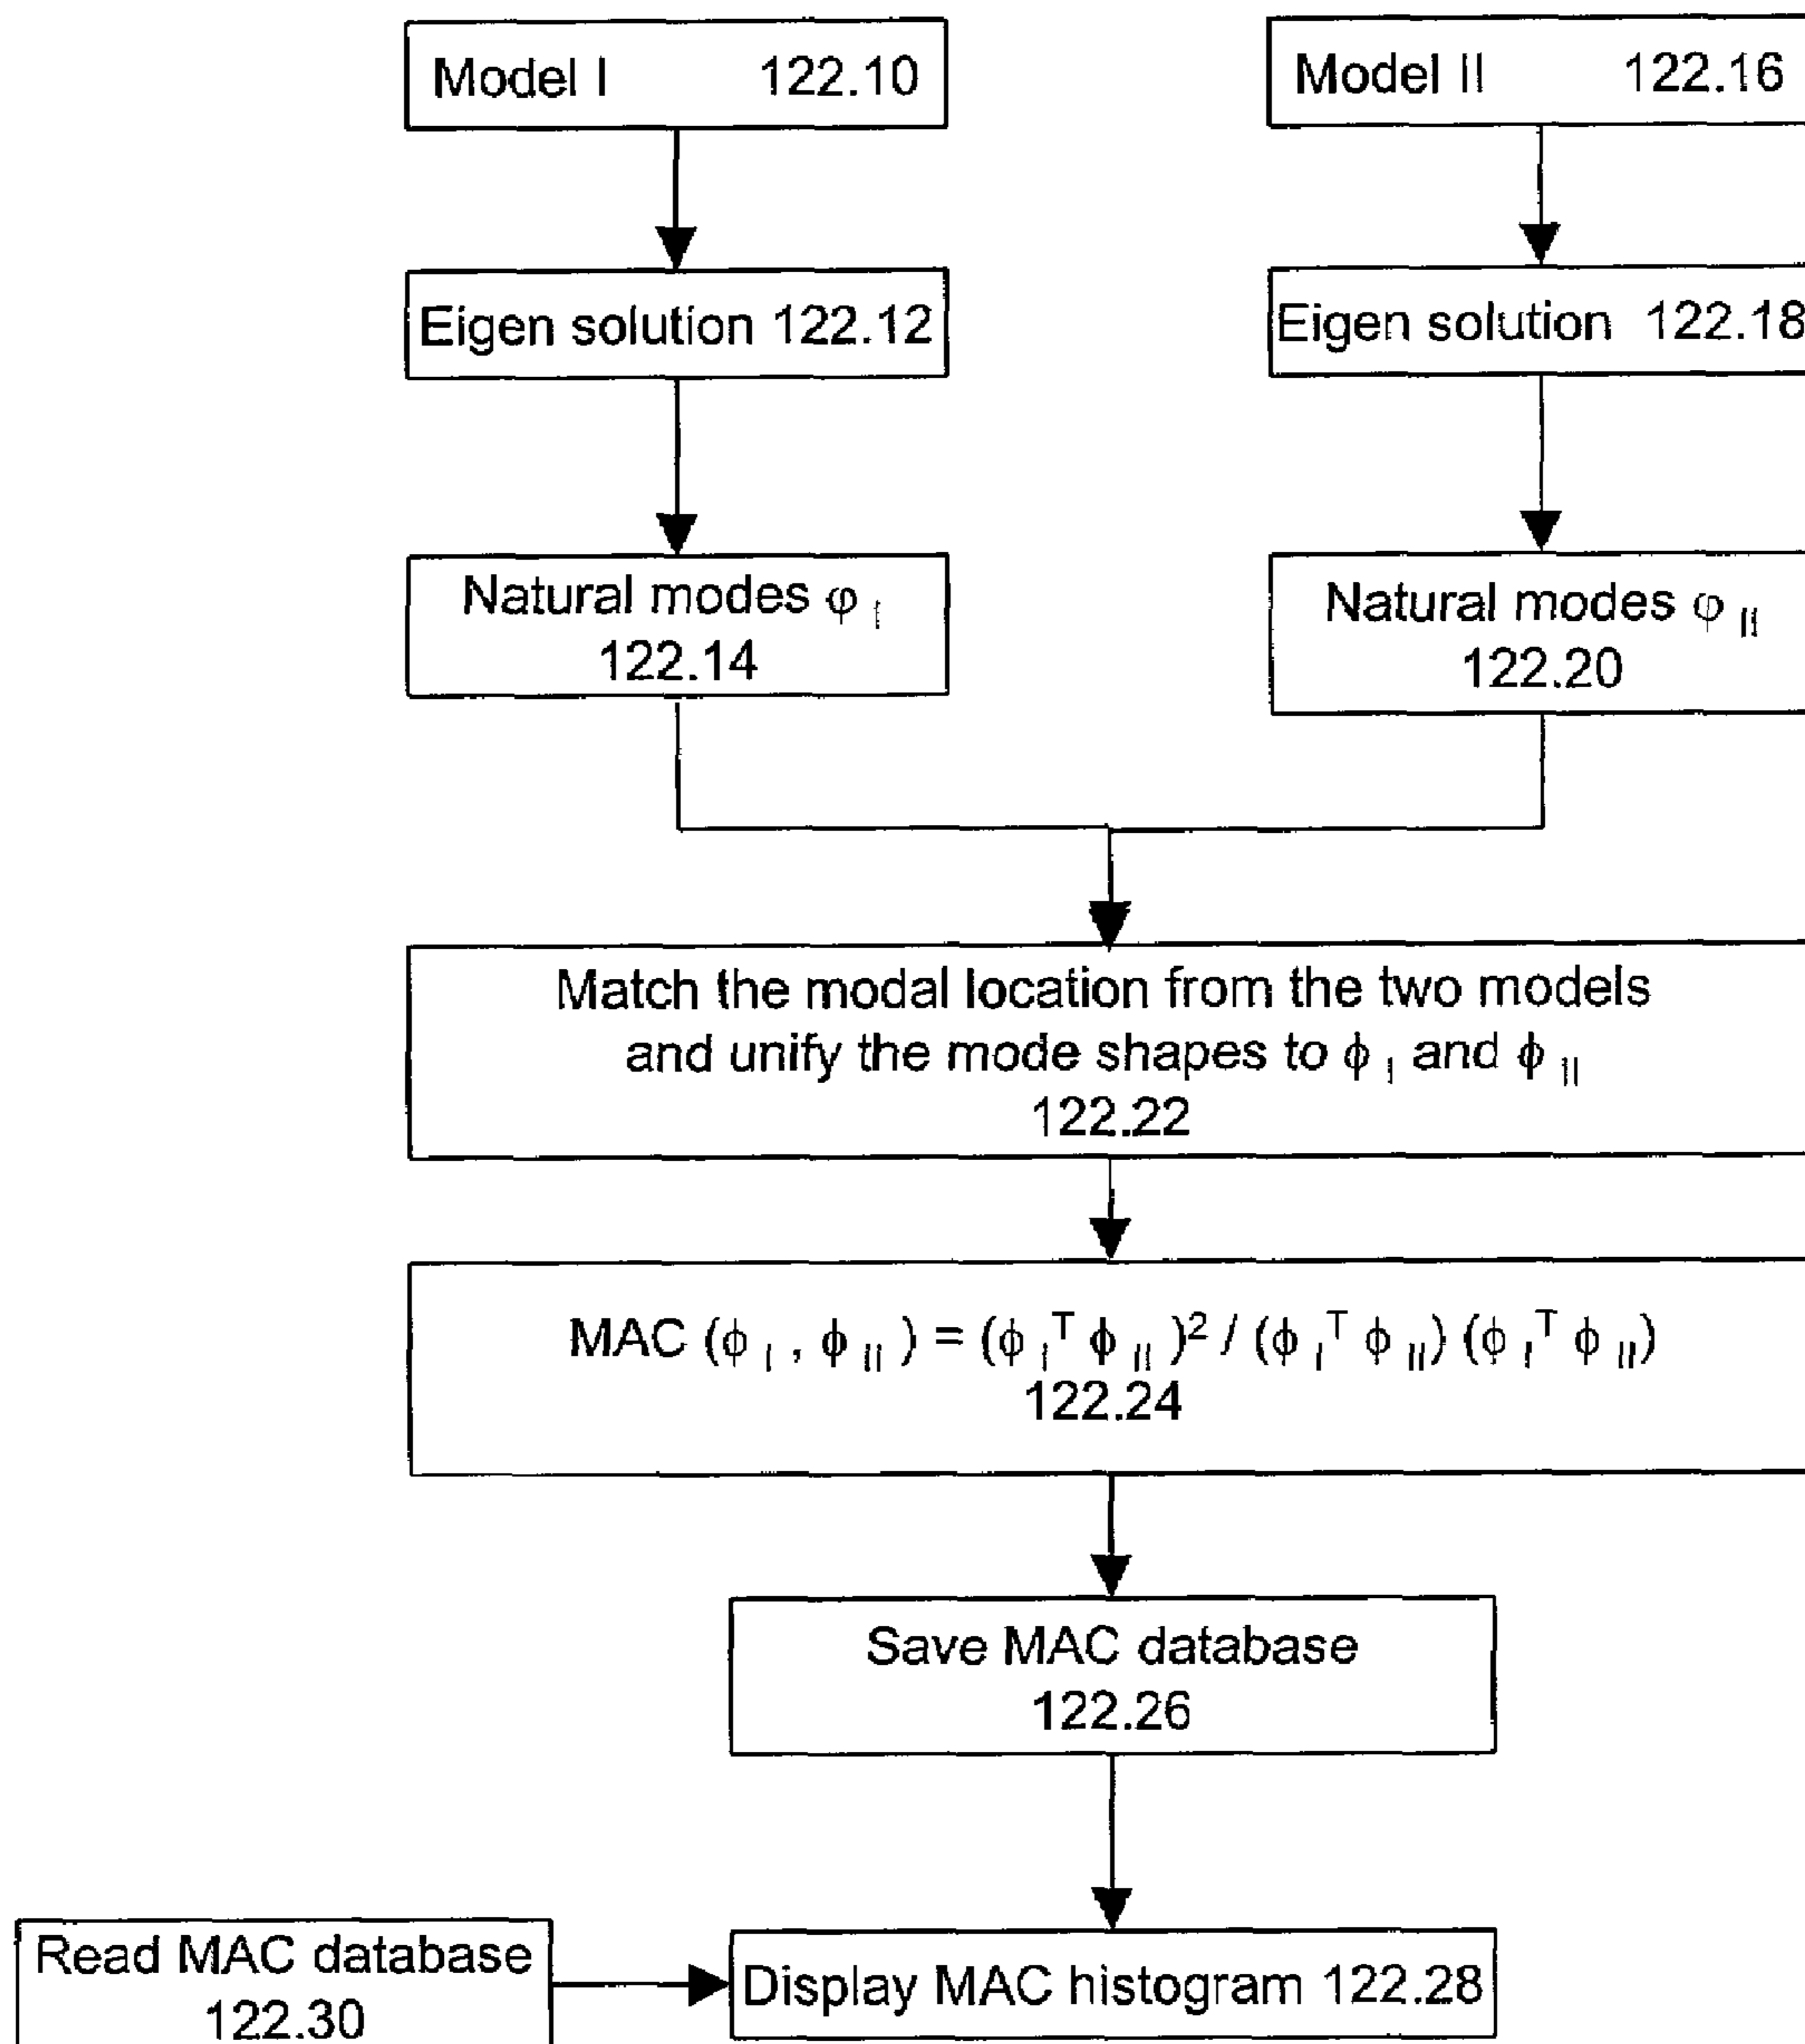 Model I 122.10
Model II 122.16
Eigen solution 122.12
Eigen solution 122.18
Natural modes φ I
122.14
Natural modes φ II
122.20
Match the modal location from the two models
and unify the mode shapes to ϕ I and ϕ II
122.22
MAC (ϕ I , ϕ II ) = (ϕ I^T ϕ II )² / (ϕ I^T ϕ II) (ϕ I^T ϕ II)
122.24
Save MAC database
122.26
Read MAC database
122.30
Display MAC histogram 122.28